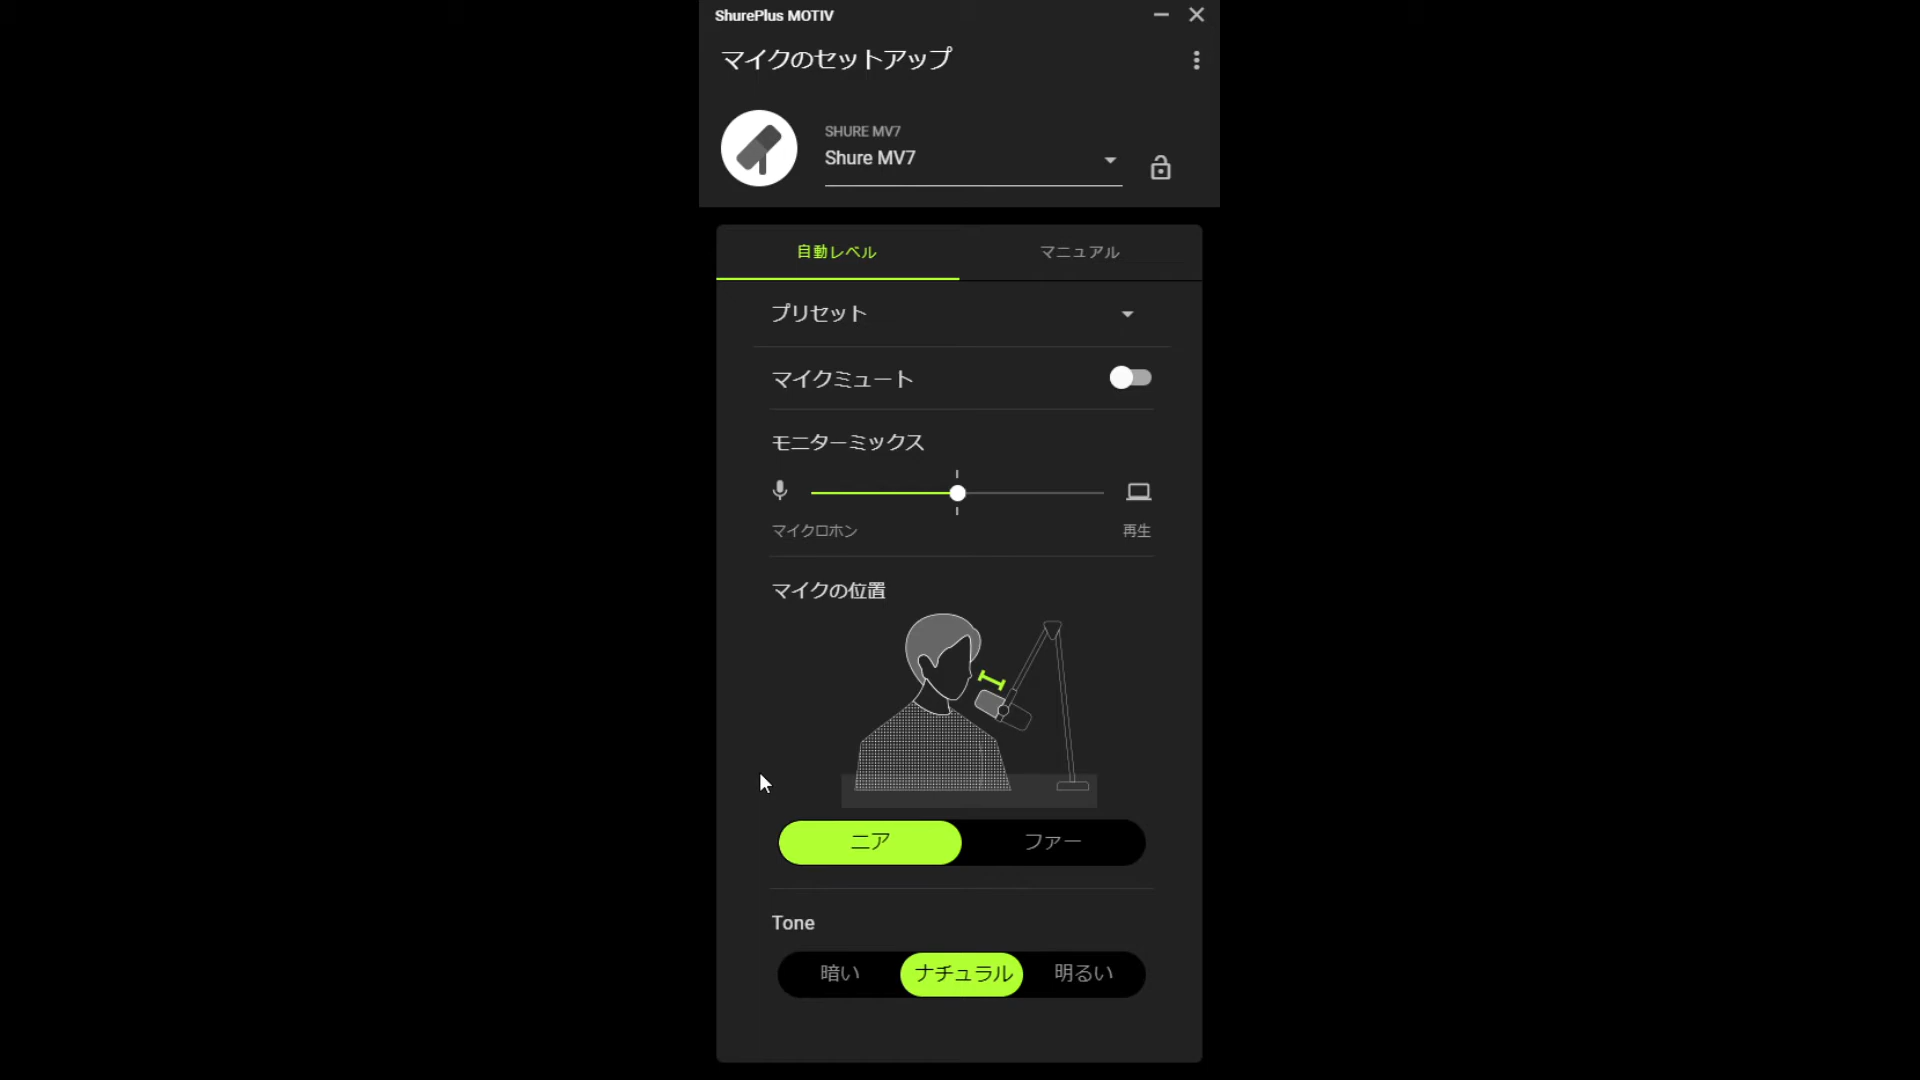 ShurePlus MOTIV
マイクのセットアップ
SHURE MV7
Shure MV7
自動レベル
マニュアル
プリセット
マイクミュート
モニターミックス
マイクロホン
再生
マイクの位置
ニア
ファー
Tone
暗い
ナチュラル
明るい